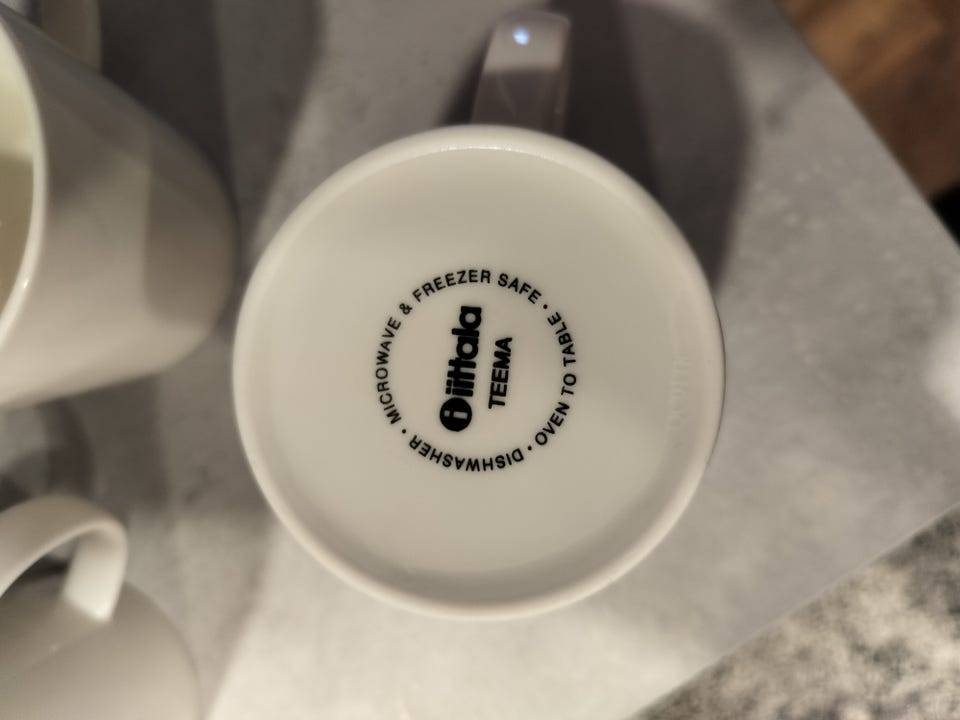 iittala
TEEMA
MICROWAVE & FREEZER SAFE • OVEN TO TABLE • DISHWASHER •